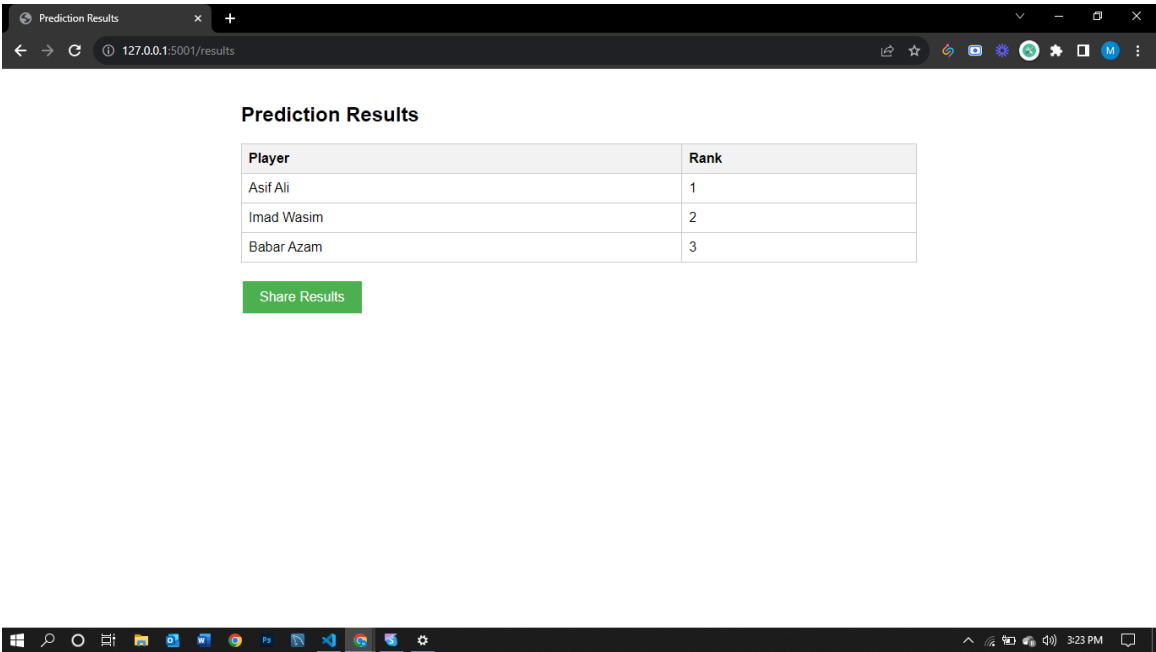 Prediction Results
127.0.0.1:5001/results
M
Prediction Results
Player Rank
Asif Ali 1
Imad Wasim 2
Babar Azam 3
Share Results
Ps
3:23 PM